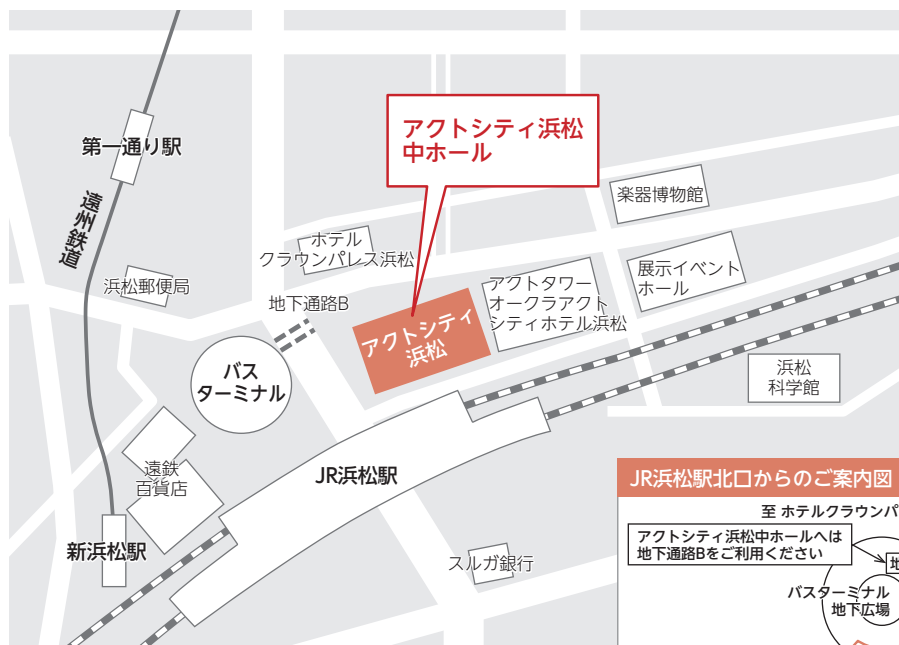 アクトシティ浜松
中ホール
第一通り駅
遠州鉄道
楽器博物館
ホテル
クラウンパレス浜松
展示イベント
ホール
浜松郵便局
地下通路B
アクトタワー
オークラアクト
シティホテル浜松
アクトシティ
浜松
バス
ターミナル
浜松
科学館
遠鉄
百貨店
JR浜松駅
新浜松駅
スルガ銀行
JR浜松駅北口からのご案内図
至 ホテルクラウンパ
アクトシティ浜松中ホールへは
地下通路Bをご利用ください
バスターミナル
地下広場